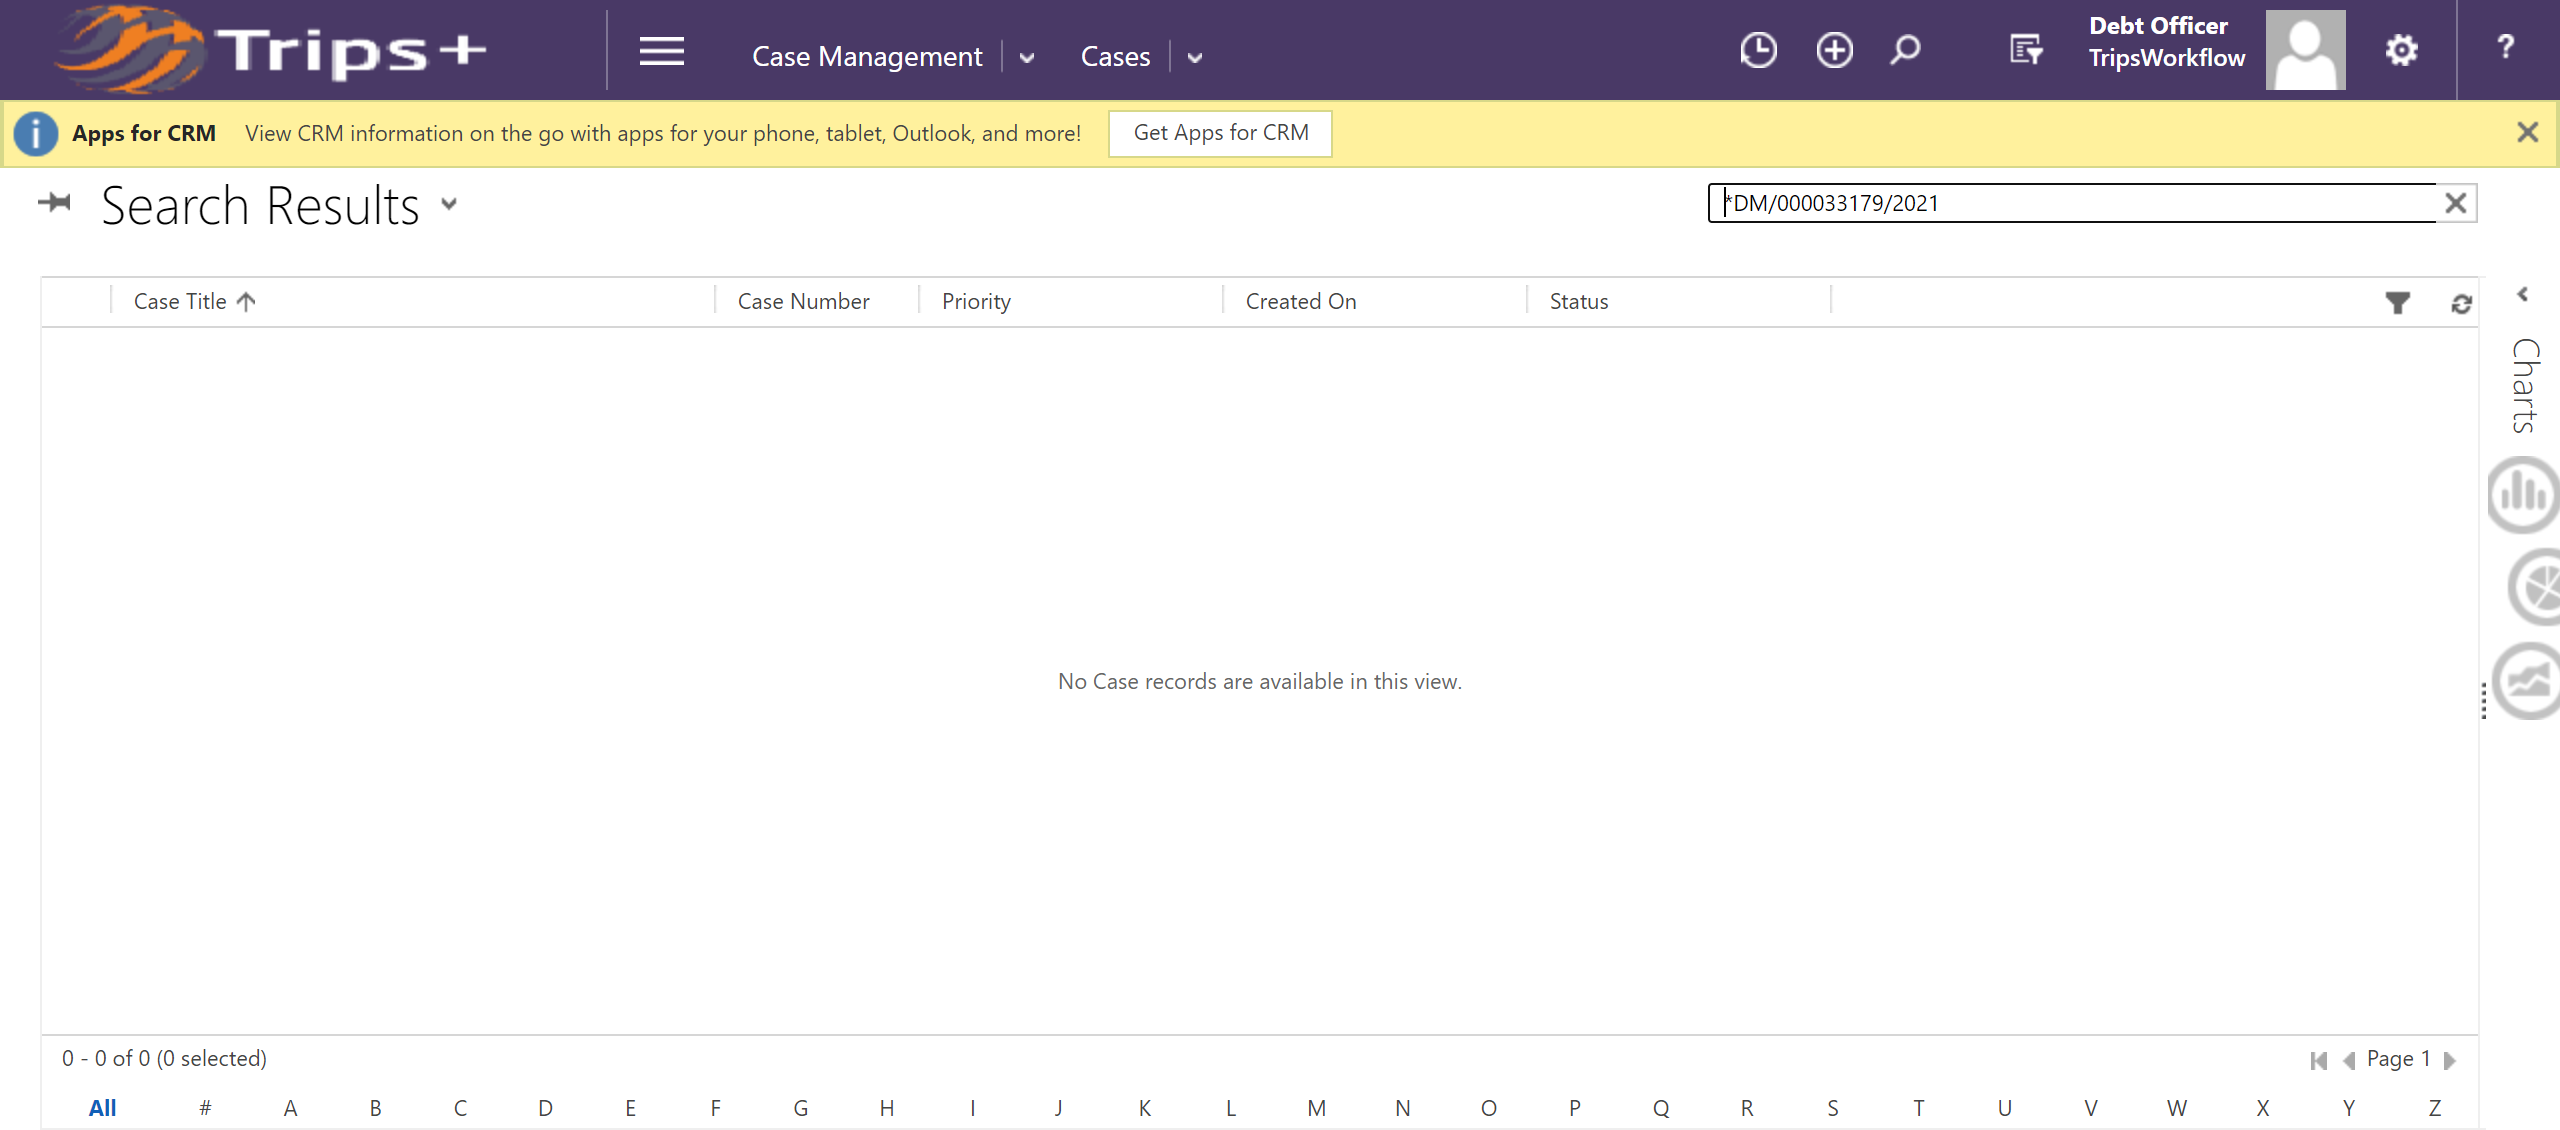 Trips+
Case Management
Cases
Debt Officer
TripsWorkflow
?
Apps for CRM View CRM information on the go with apps for your phone, tablet, Outlook, and more! Get Apps for CRM
Search Results
*DM/000033179/2021
Case Title Case Number Priority Created On Status
Charts
No Case records are available in this view.
0 - 0 of 0 (0 selected)
Page 1
All # A B C D E F G H I J K L M N O P Q R S T U V W X Y Z